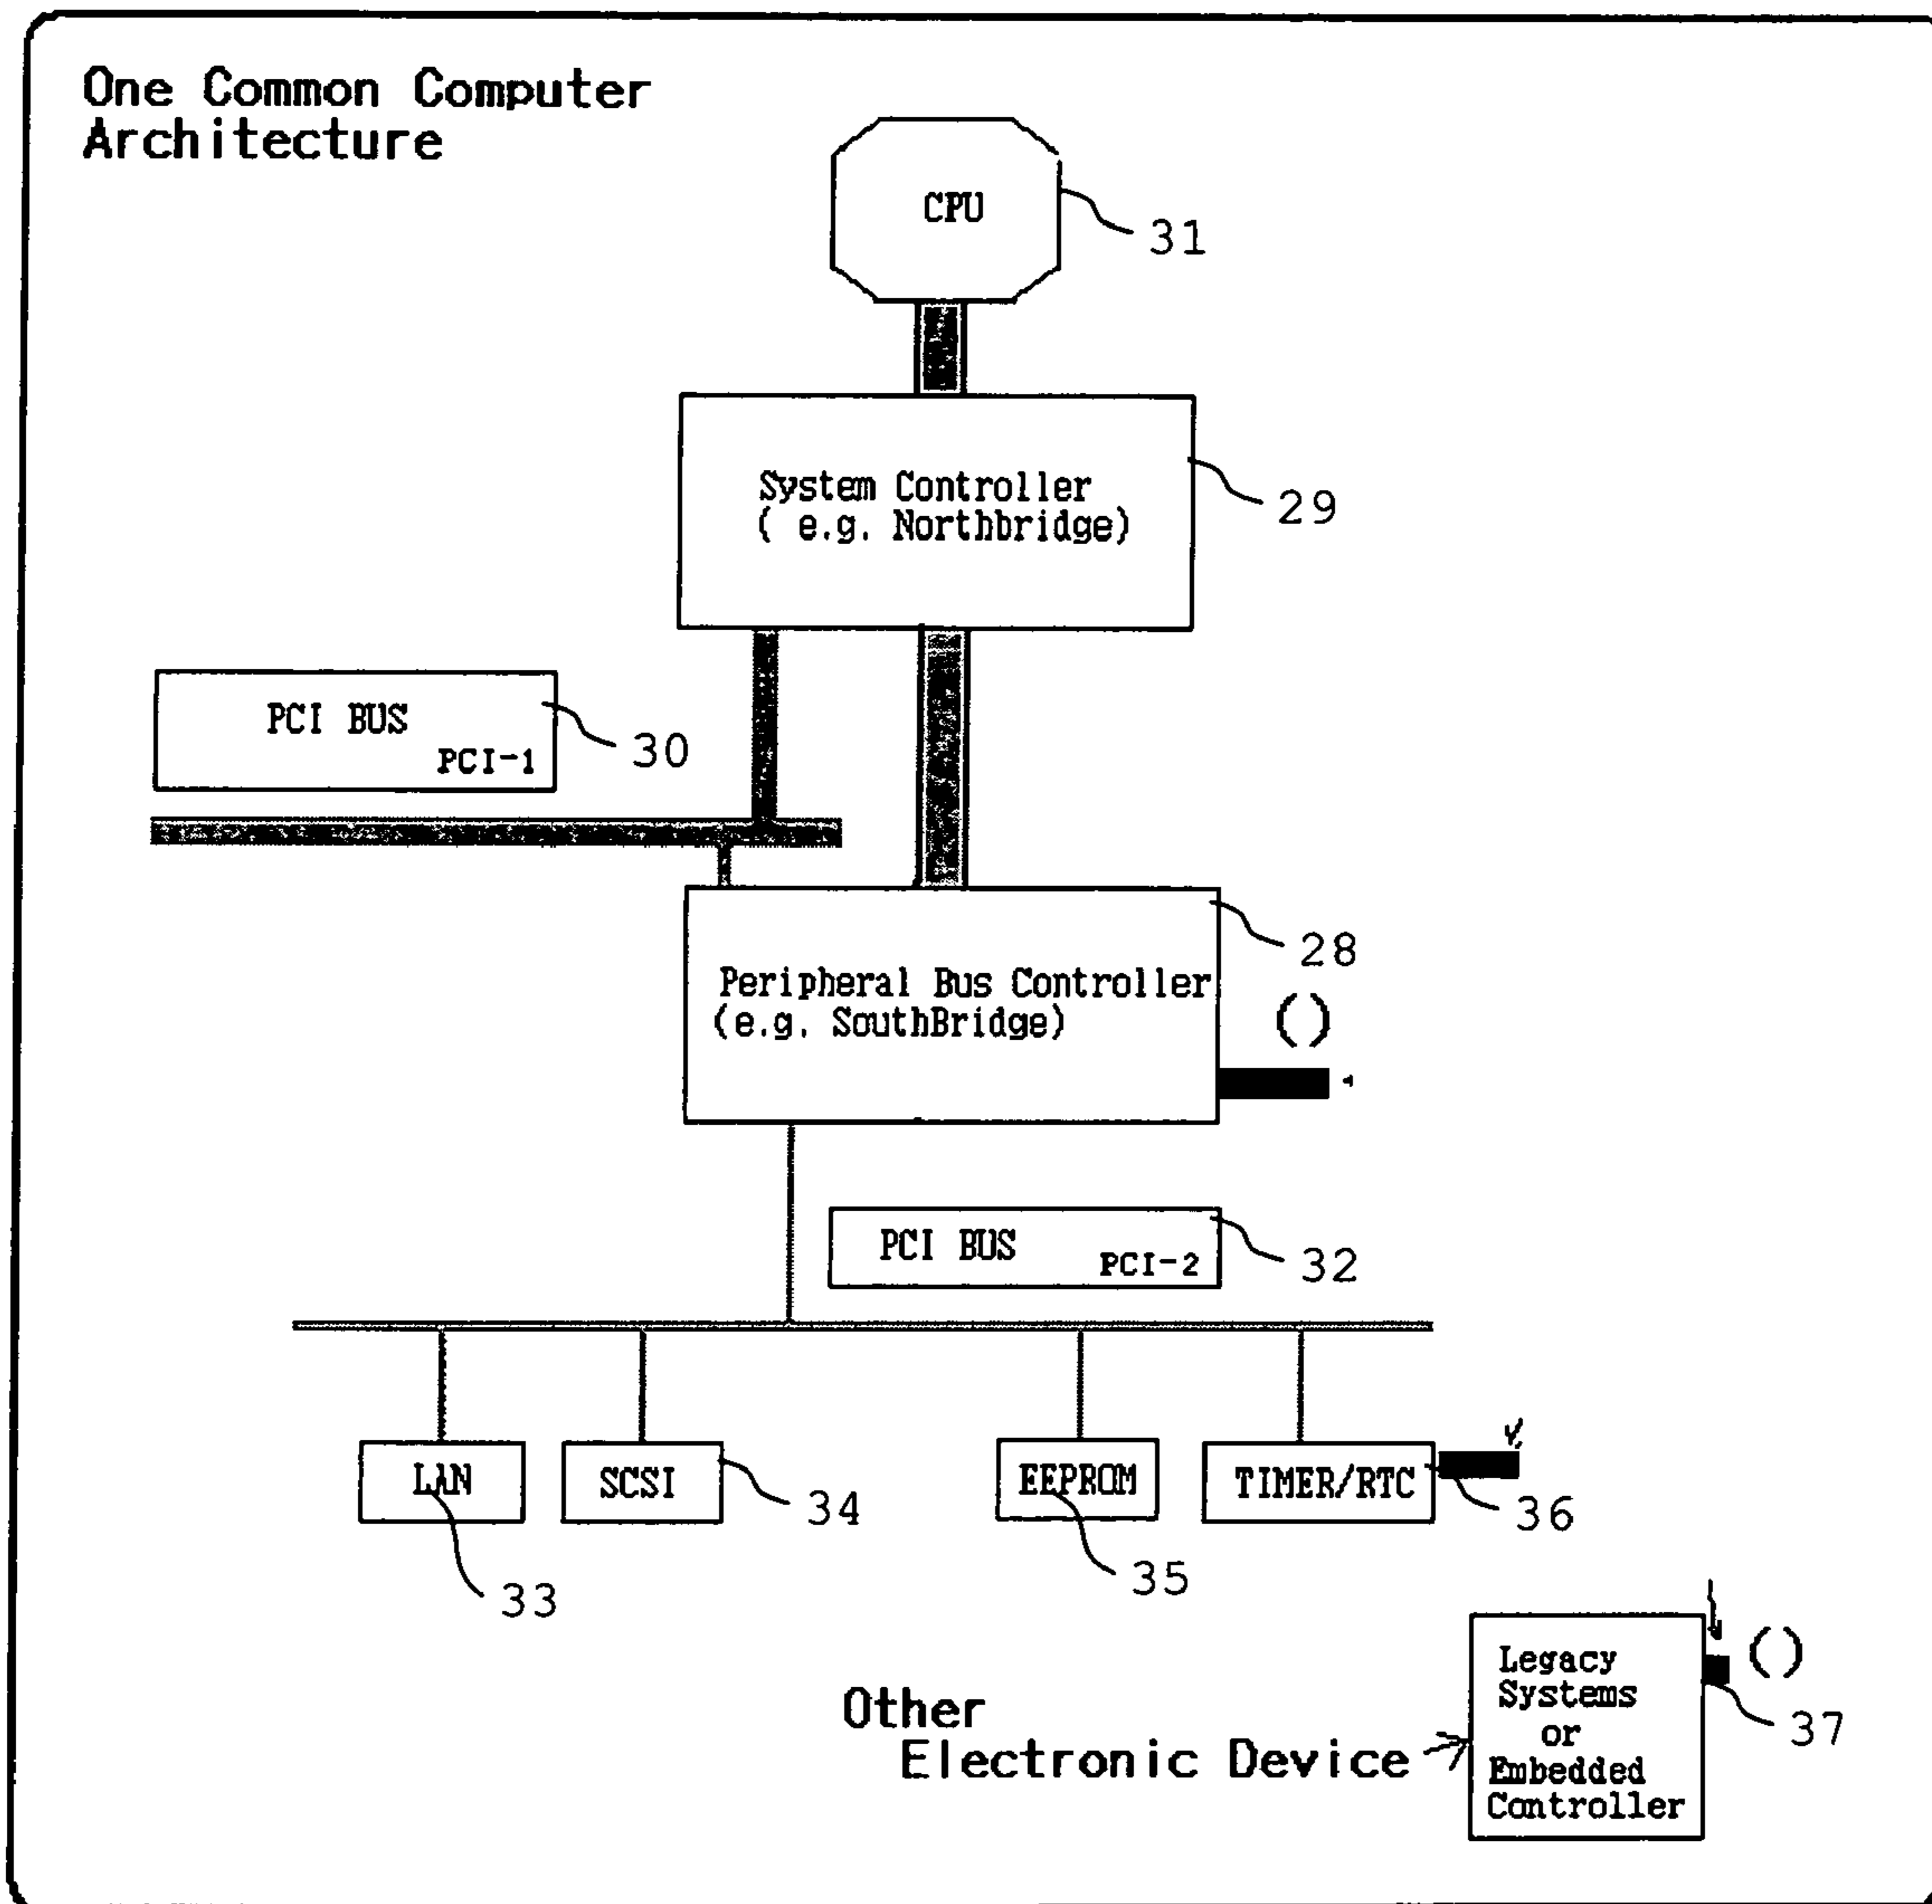 One Common Computer
Architecture
CPU
31
System Controller
( e.g. Northbridge)
29
PCI BUS
PCI-1
30
28
Peripheral Bus Controller
(e.g. SouthBridge)
()
PCI BUS
PCI-2
32
LAN
SCSI
EEPROM
TIMER/RTC
33
34
35
36
Legacy
Systems
or
Embedded
Controller
()
37
Other
Electronic Device